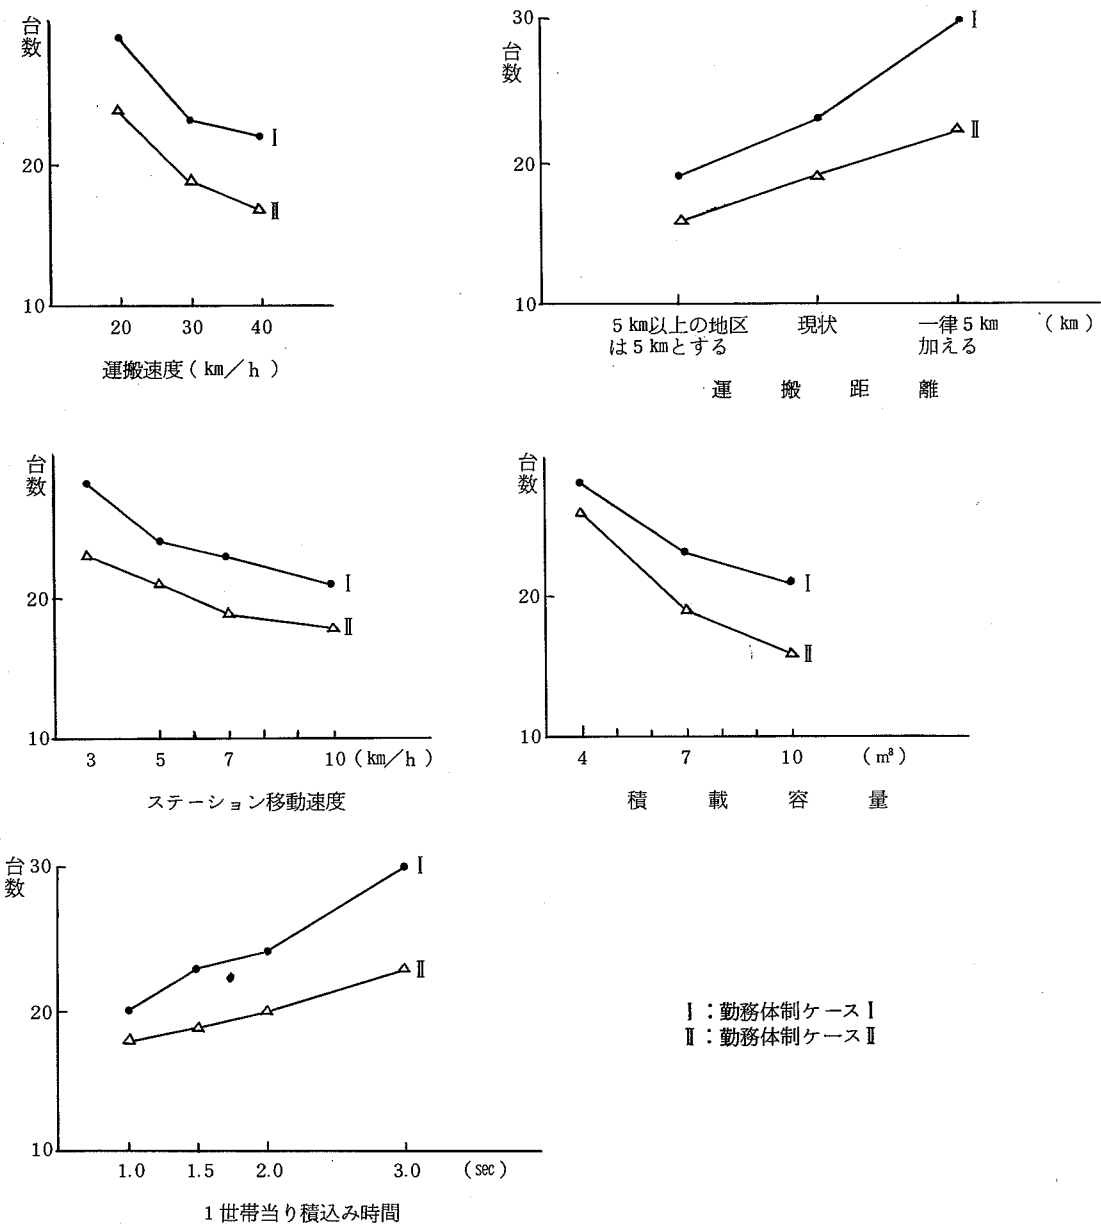 台数
20
10
20 30 40
運搬速度(km/h)
I
II
台数
30
20
10
5km以上の地区
は5kmとする
現状
一律5km
加える
(km)
運搬距離
I
II
台数
20
10
3 5 7 10(km/h)
ステーション移動速度
I
II
台数
20
10
4 7 10 (m³)
積載容量
I
II
台数
30
20
10
1.0 1.5 2.0 3.0 (sec)
1世帯当り積込み時間
I
II
I:勤務体制ケースI
II:勤務体制ケースII